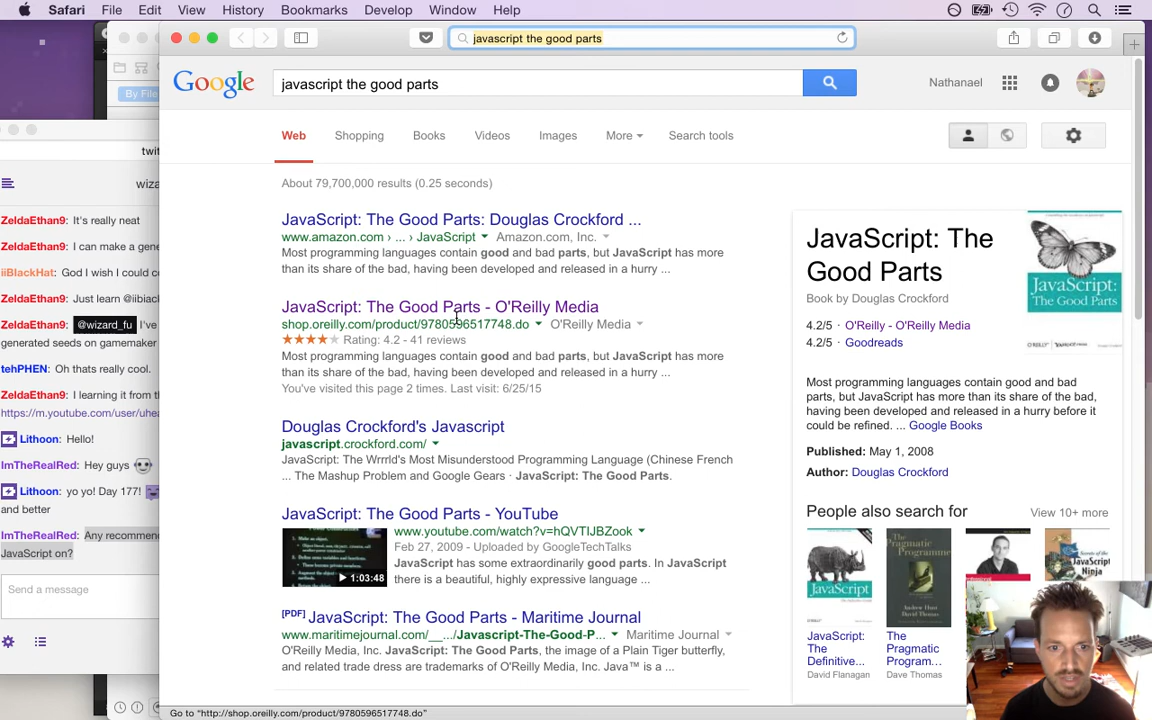 Safari File Edit View History Bookmarks Develop Window Help
javascript the good parts
By File
Google
javascript the good parts
Nathanael
Web Shopping Books Videos Images More Search tools
About 79,700,000 results (0.25 seconds)
JavaScript: The Good Parts: Douglas Crockford ...
www.amazon.com › ... › JavaScript Amazon.com, Inc.
Most programming languages contain good and bad parts, but JavaScript has more
than its share of the bad, having been developed and released in a hurry ...
JavaScript: The Good Parts - O'Reilly Media
shop.oreilly.com/product/9780596517748.do O'Reilly Media
Rating: 4.2 - 41 reviews
Most programming languages contain good and bad parts, but JavaScript has more
than its share of the bad, having been developed and released in a hurry ...
You've visited this page 2 times. Last visit: 6/25/15
Douglas Crockford's Javascript
javascript.crockford.com/
JavaScript: The Wrrrld's Most Misunderstood Programming Language (Chinese French
... The Mashup Problem and Google Gears · JavaScript: The Good Parts.
JavaScript: The Good Parts - YouTube
www.youtube.com/watch?v=hQVTIJBZook
Feb 27, 2009 - Uploaded by GoogleTechTalks
JavaScript has some extraordinarily good parts. In JavaScript
there is a beautiful, highly expressive language ...
1:03:48
[PDF] JavaScript: The Good Parts - Maritime Journal
www.maritimejournal.com/__.../Javascript-The-Good-P... Maritime Journal
O'Reilly Media, Inc. JavaScript: The Good Parts, the image of a Plain Tiger butterfly,
and related trade dress are trademarks of O'Reilly Media, Inc. Java™ is a ...
JavaScript: The
Good Parts
Book by Douglas Crockford
4.2/5 O'Reilly - O'Reilly Media
4.2/5 Goodreads
Most programming languages contain good and bad
parts, but JavaScript has more than its share of the bad,
having been developed and released in a hurry before it
could be refined. ... Google Books
Published: May 1, 2008
Author: Douglas Crockford
People also search for View 10+ more
JavaScript:
The
Definitive...
David Flanagan
The
Pragmatic
Program...
Dave Thomas
twit
wiza
ZeldaEthan9: It's really neat
ZeldaEthan9: I can make a gene
iiBlackHat: God I wish I could co
ZeldaEthan9: Just learn @iibiac
ZeldaEthan9: @wizard_fu I've
generated seeds on gamemaker
tehPHEN: Oh thats really cool.
ZeldaEthan9: I learning it from t
https://m.youtube.com/user/uhea
Lithoon: Hello!
ImTheRealRed: Hey guys
Lithoon: yo yo! Day 177!
and better
ImTheRealRed: Any recomme
JavaScript on?
Send a message
Go to "http://shop.oreilly.com/product/9780596517748.do"